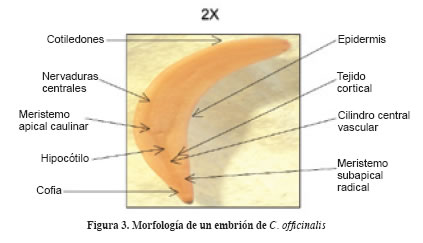 2X
Cotiledones
Epidermis
Nervaduras
centrales
Tejido
cortical
Meristemo
apical caulinar
Cilindro central
vascular
Hipocótilo
Meristemo
subapical
radical
Cofia
Figura 3. Morfología de un embrión de C. officinalis